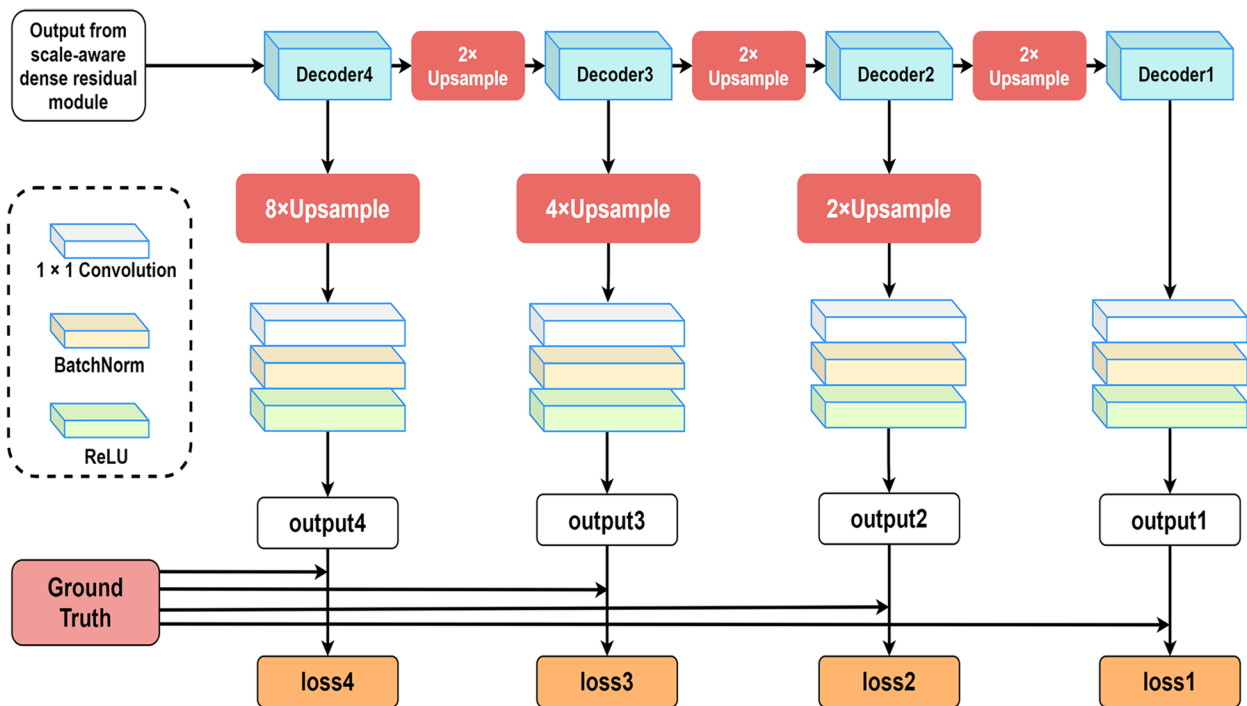 Output from
scale-aware
dense residual
module
Decoder4
2×
Upsample
Decoder3
2×
Upsample
Decoder2
2×
Upsample
Decoder1
8×Upsample
4×Upsample
2×Upsample
1 × 1 Convolution
BatchNorm
ReLU
output4
output3
output2
output1
Ground
Truth
loss4
loss3
loss2
loss1